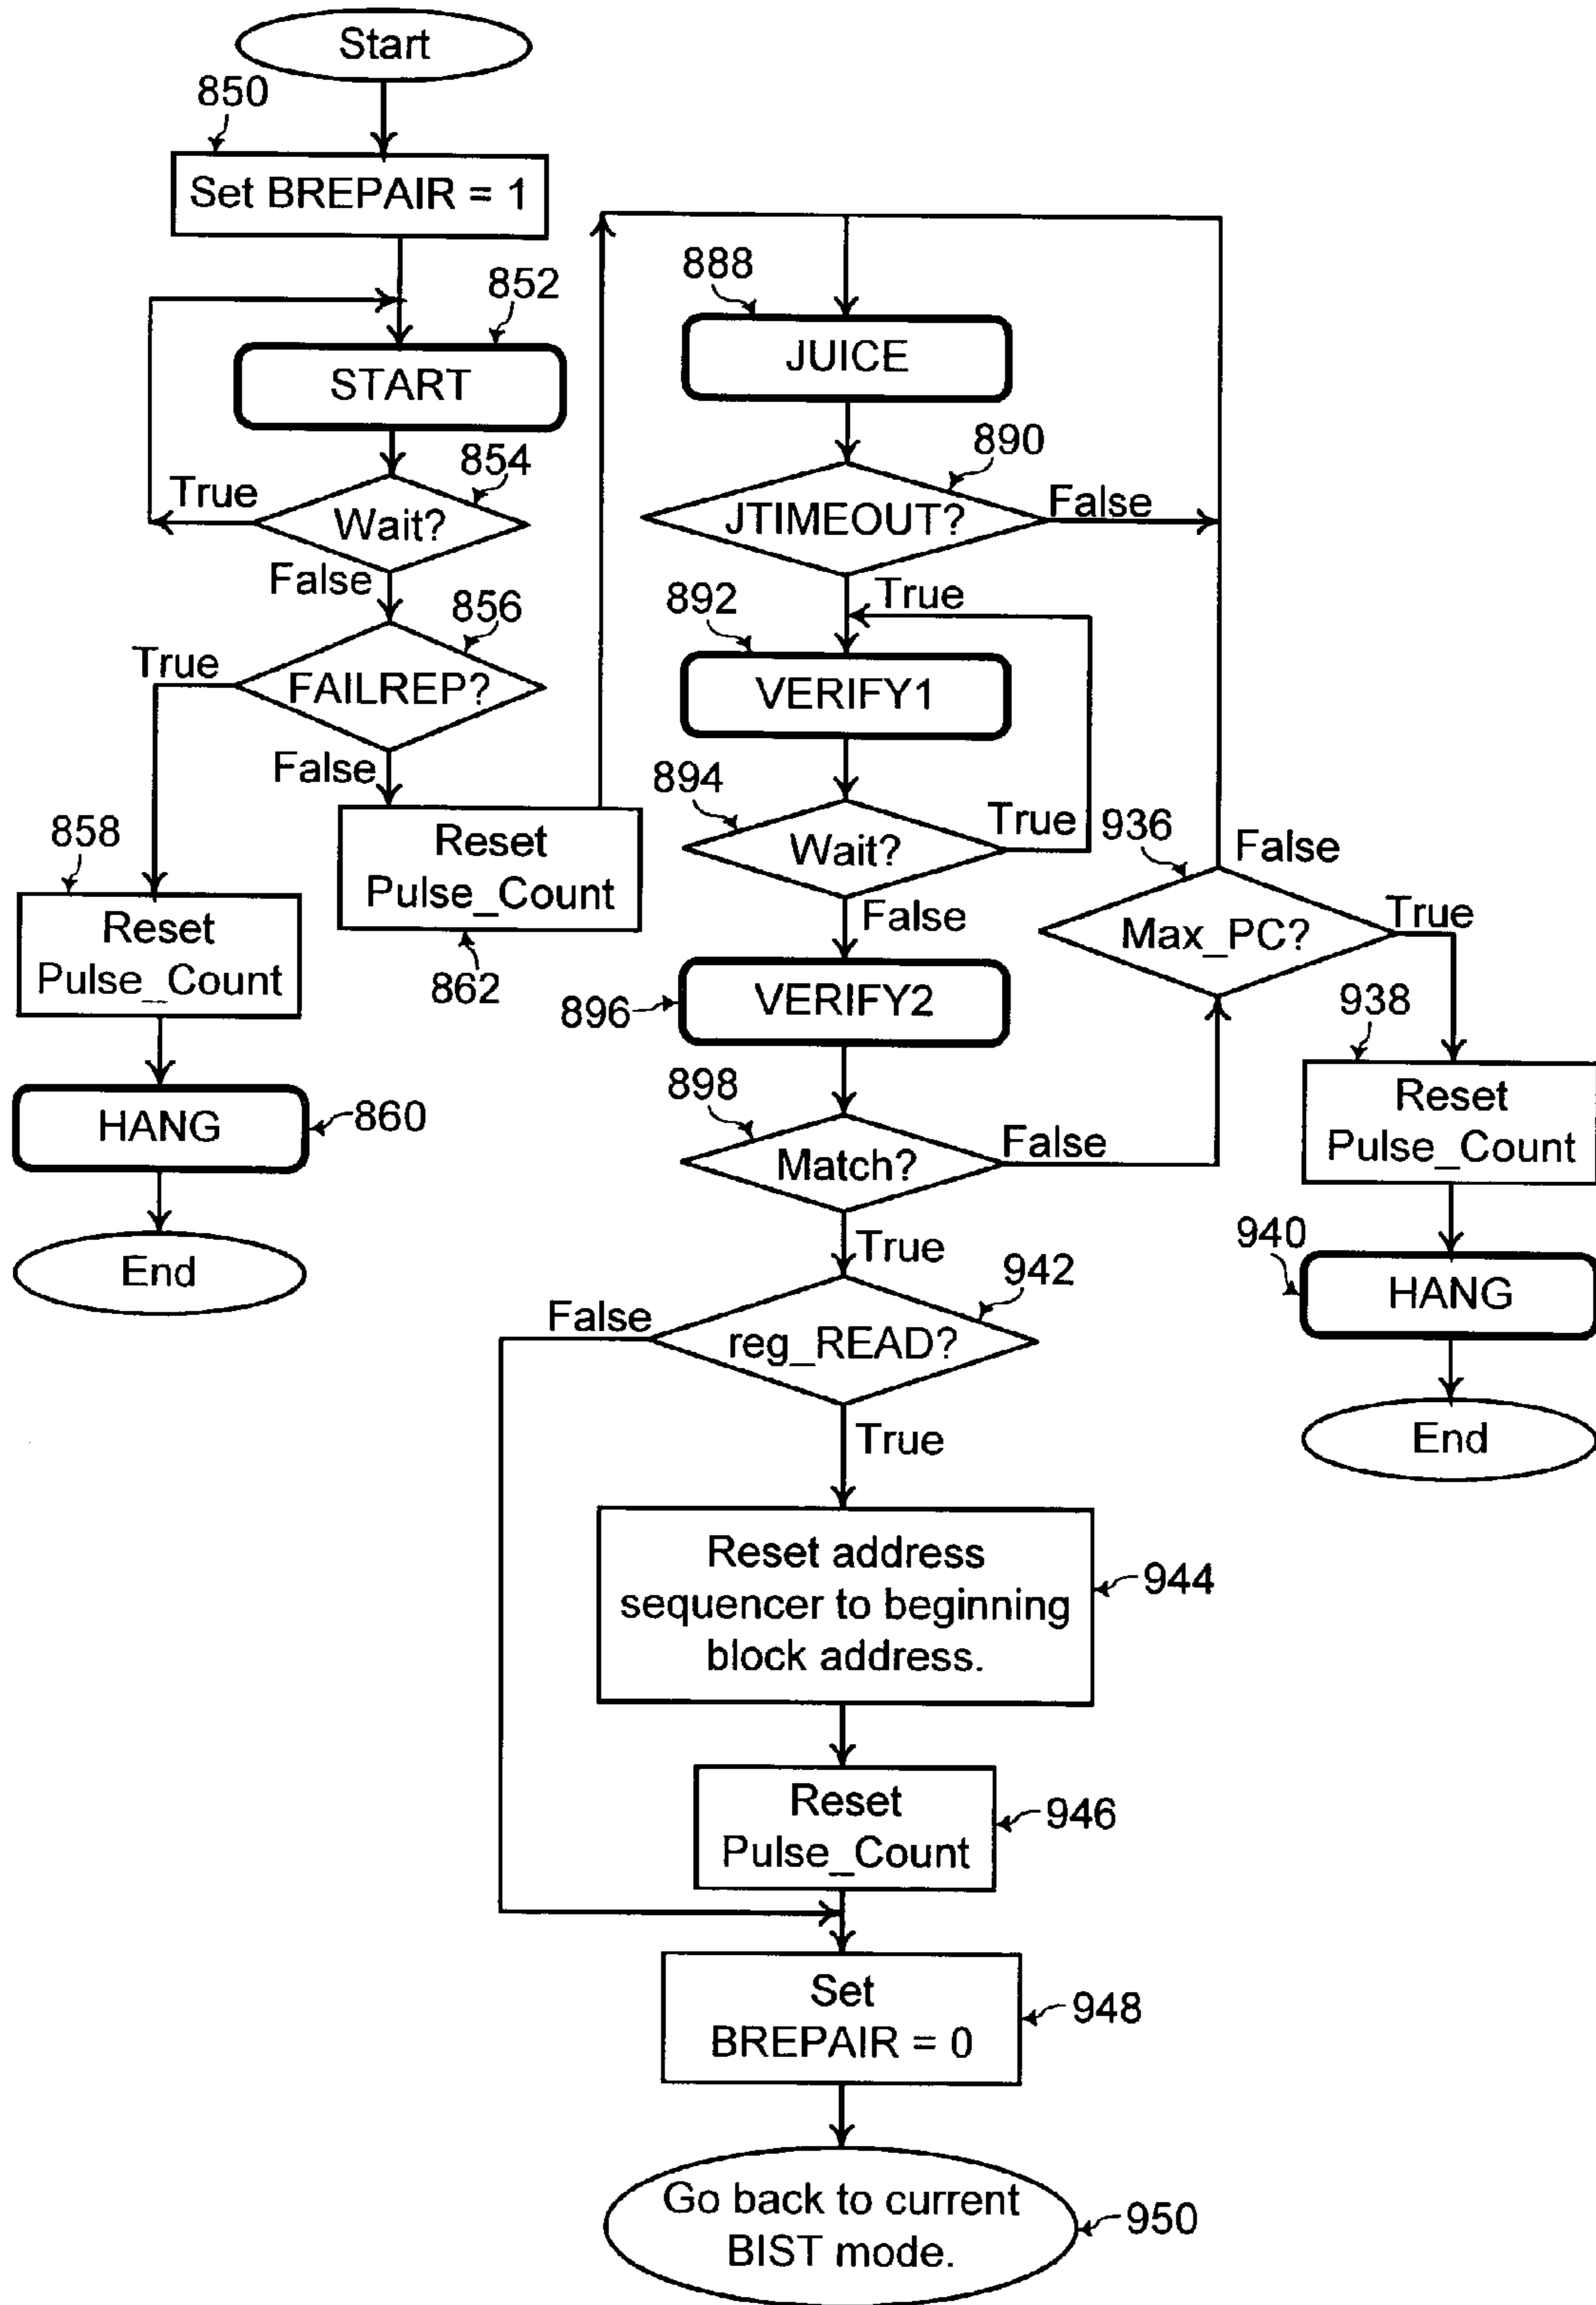 Start
850
Set BREPAIR = 1
852
START
854
True
Wait?
False
856
True
FAILREP?
False
858
Reset
Pulse_Count
862
Reset
Pulse_Count
HANG
860
End
888
JUICE
890
JTIMEOUT?
False
True
892
VERIFY1
894
Wait?
True
False
896
VERIFY2
898
Match?
False
True
936
False
Max_PC?
True
938
Reset
Pulse_Count
940
HANG
End
942
False
reg_READ?
True
Reset address
sequencer to beginning
block address.
944
Reset
Pulse_Count
946
Set
BREPAIR = 0
948
Go back to current
BIST mode.
950